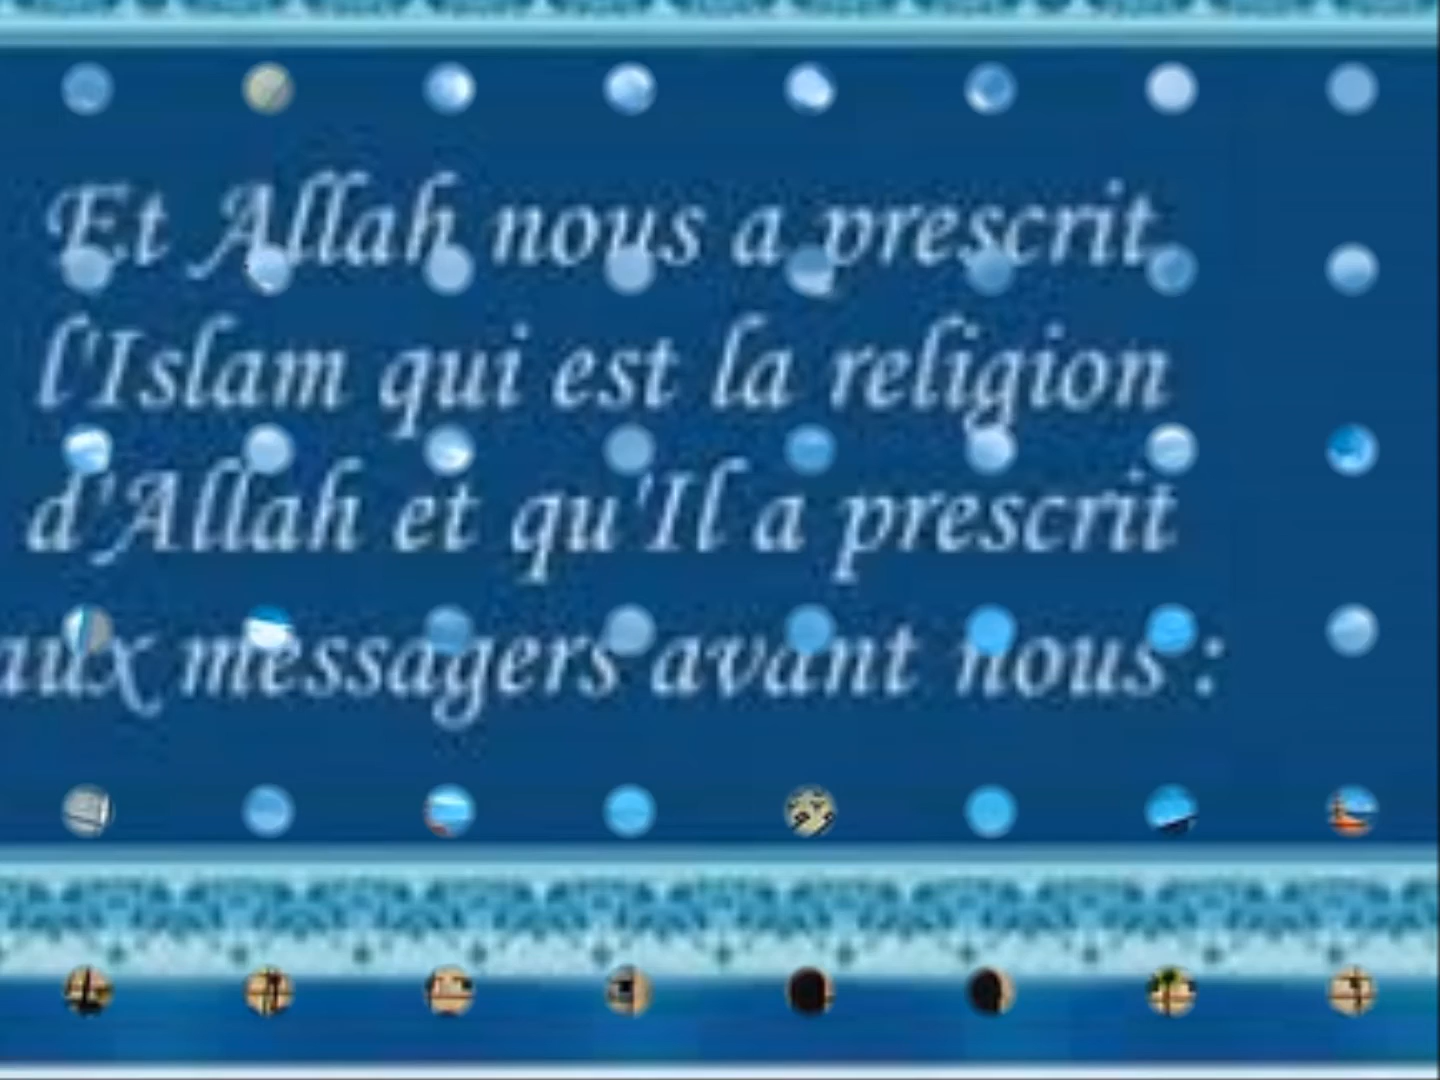 Et Allah nous a prescrit
l'Islam qui est la religion
d'Allah et qu'Il a prescrit
aux messagers avant nous :